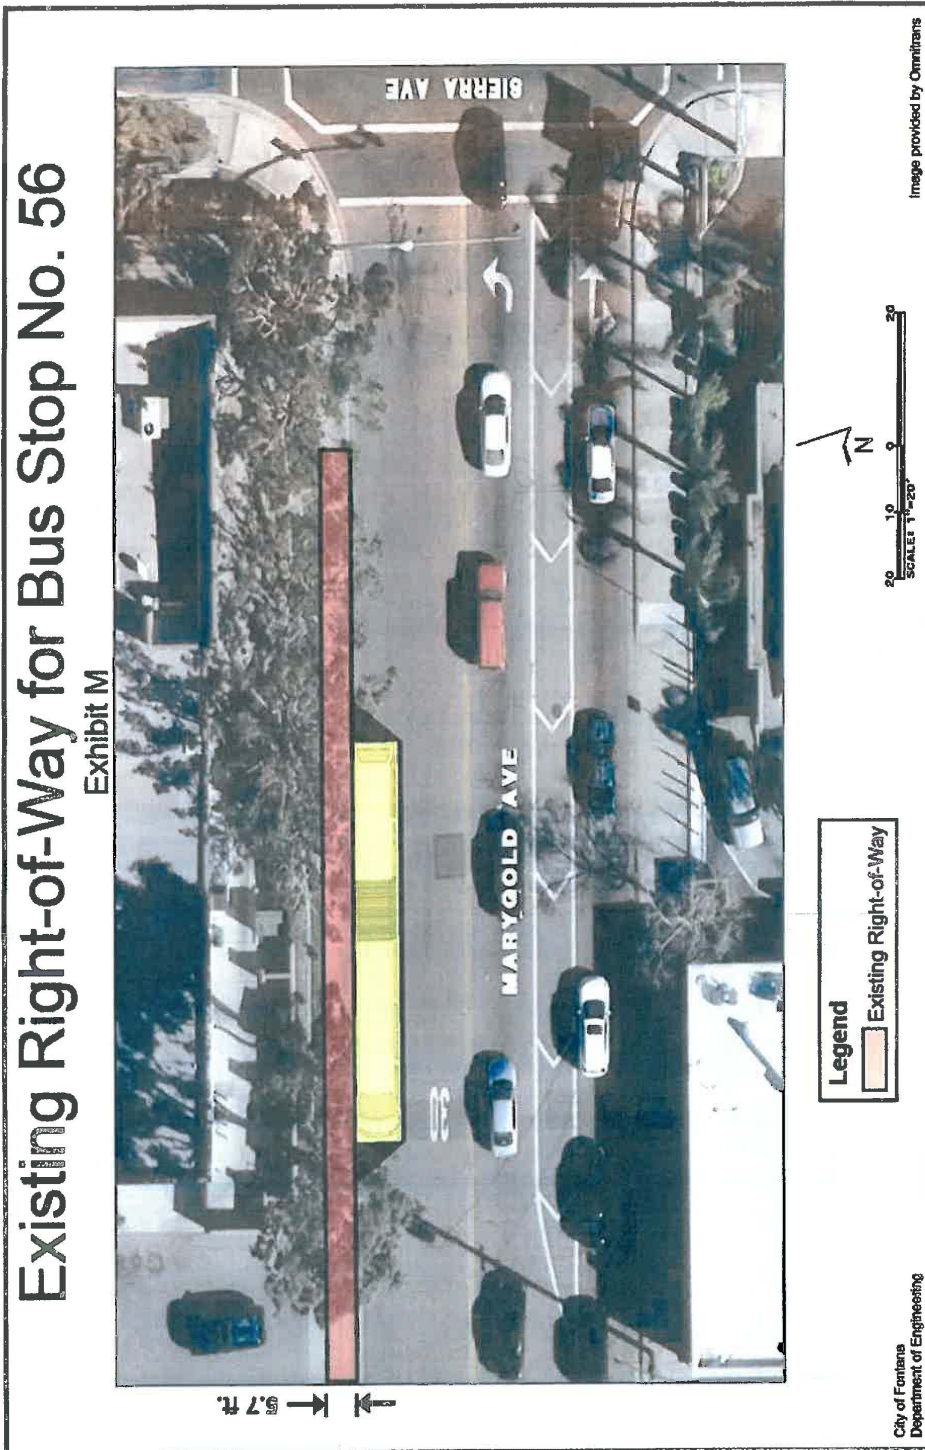 Existing Right-of-Way for Bus Stop No. 56
Exhibit M
SIERRA AVE
MARYGOLD AVE
30
ft.
Legend
Existing Right-of-Way
N
20 10 0 20
SCALE: 1"=20'
City of Fontana
Department of Engineering
Image provided by Omnitrans